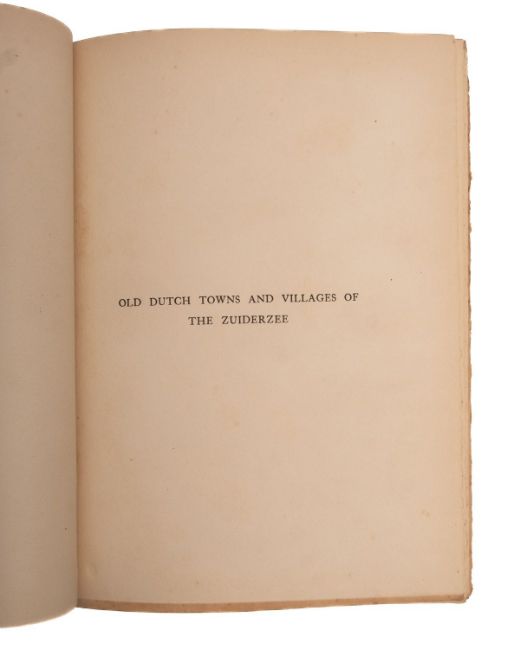 OLD DUTCH TOWNS AND VILLAGES OF
THE ZUIDERZEE